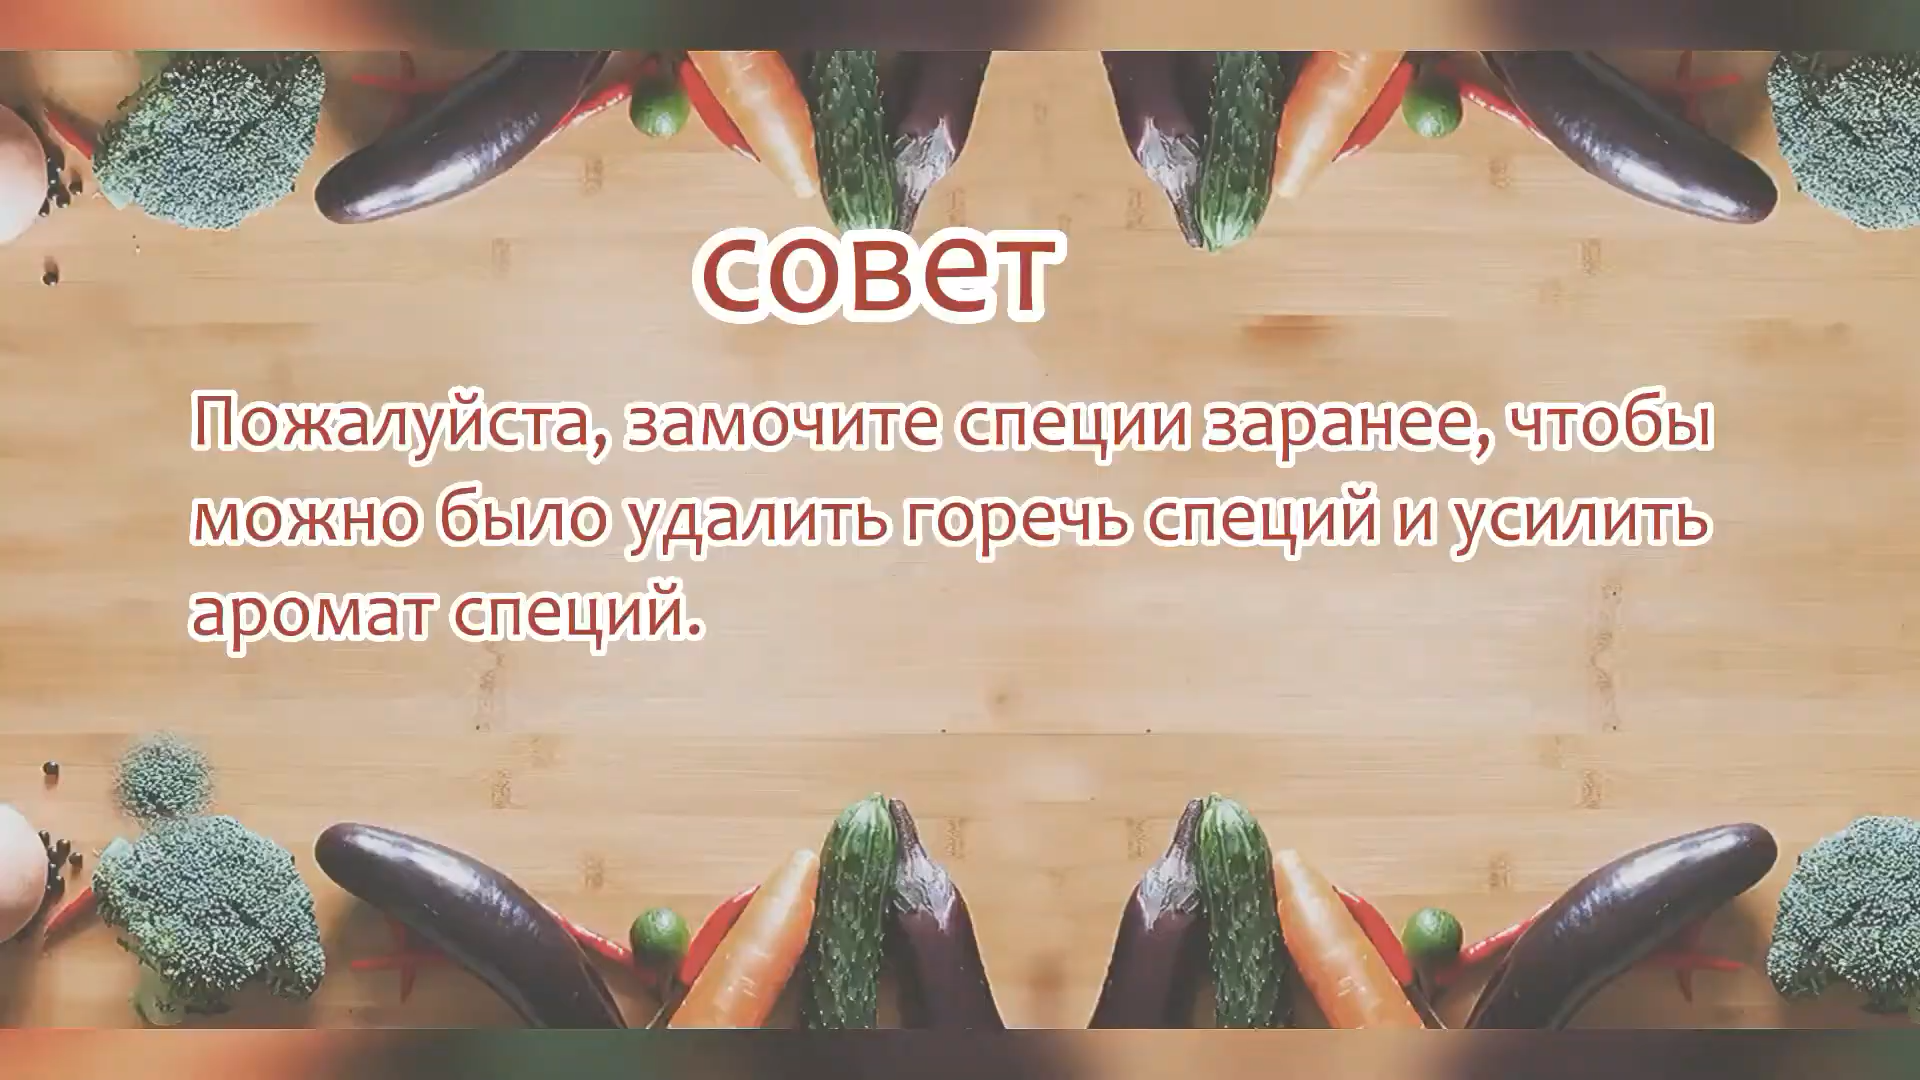 совет
Пожалуйста, замочите специи заранее, чтобы
можно было удалить горечь специй и усилить
аромат специй.